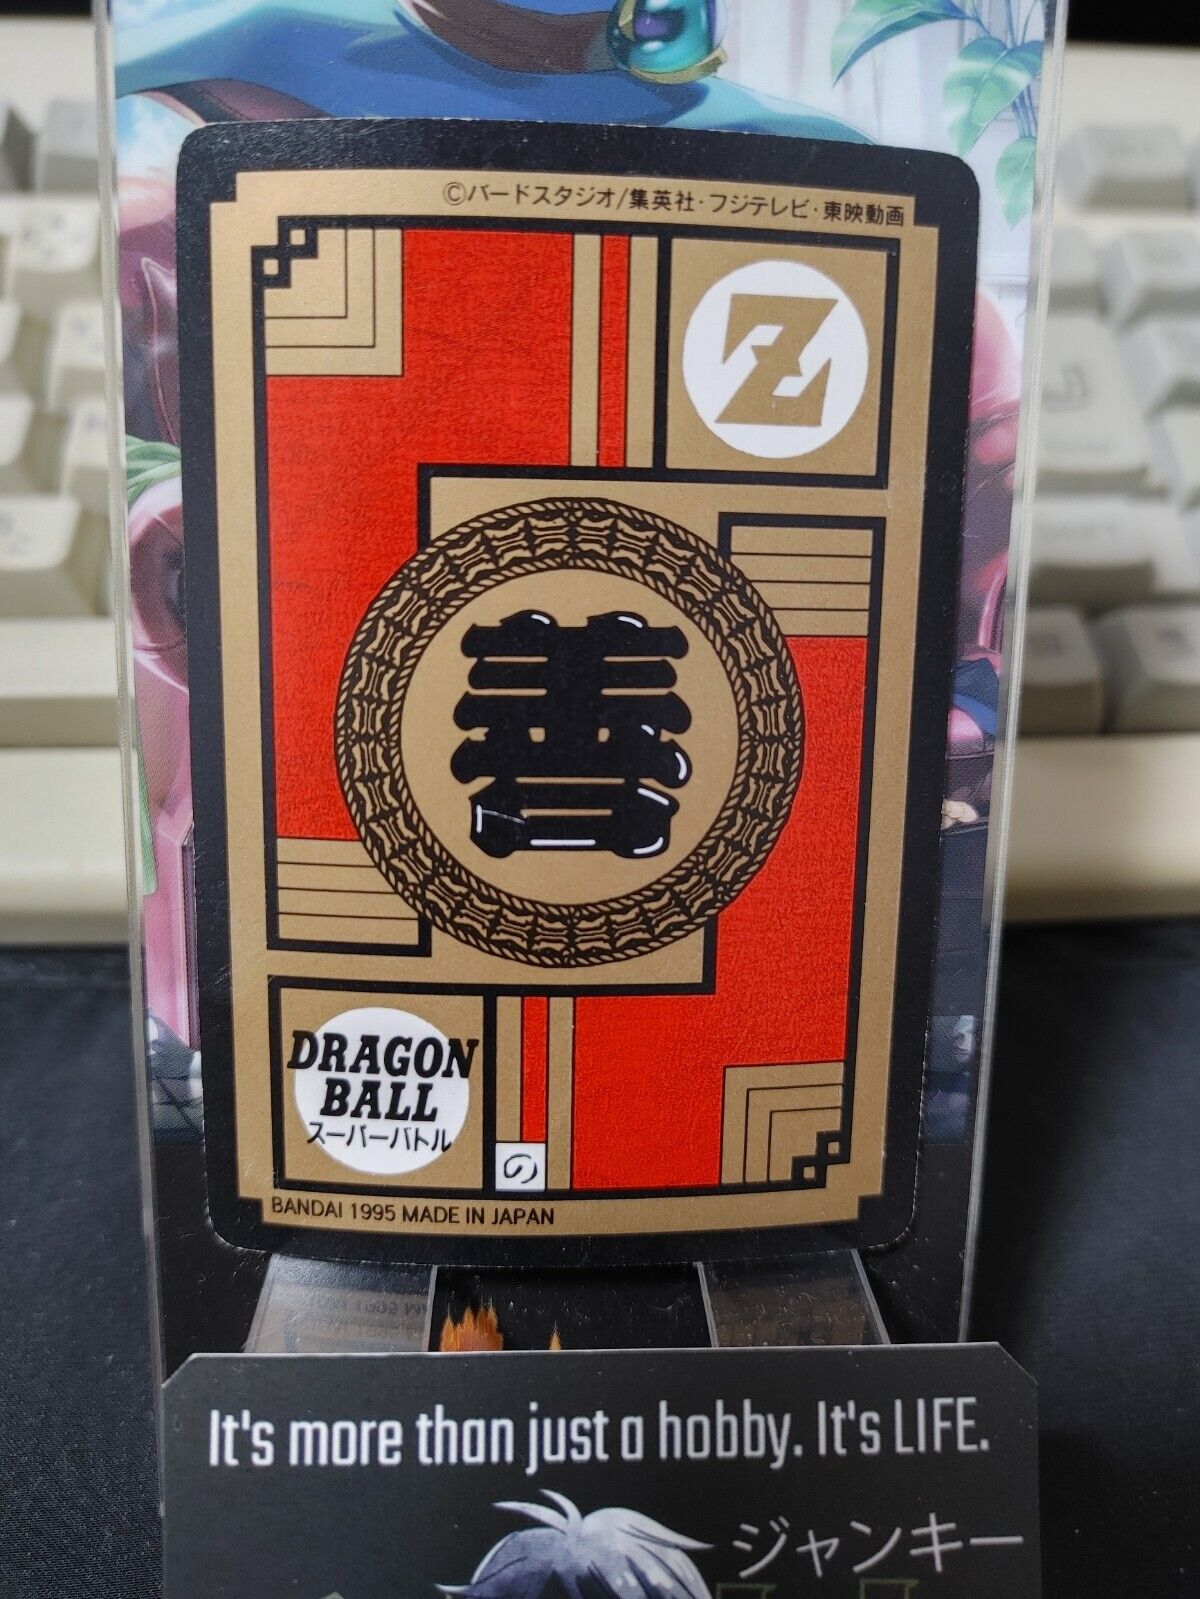 ©バードスタジオ/集英社・フジテレビ・東映動画
Z
善
DRAGON
BALL
スーパーバトル
の
BANDAI 1995 MADE IN JAPAN
It's more than just a hobby. It's LIFE.
ジャンキー